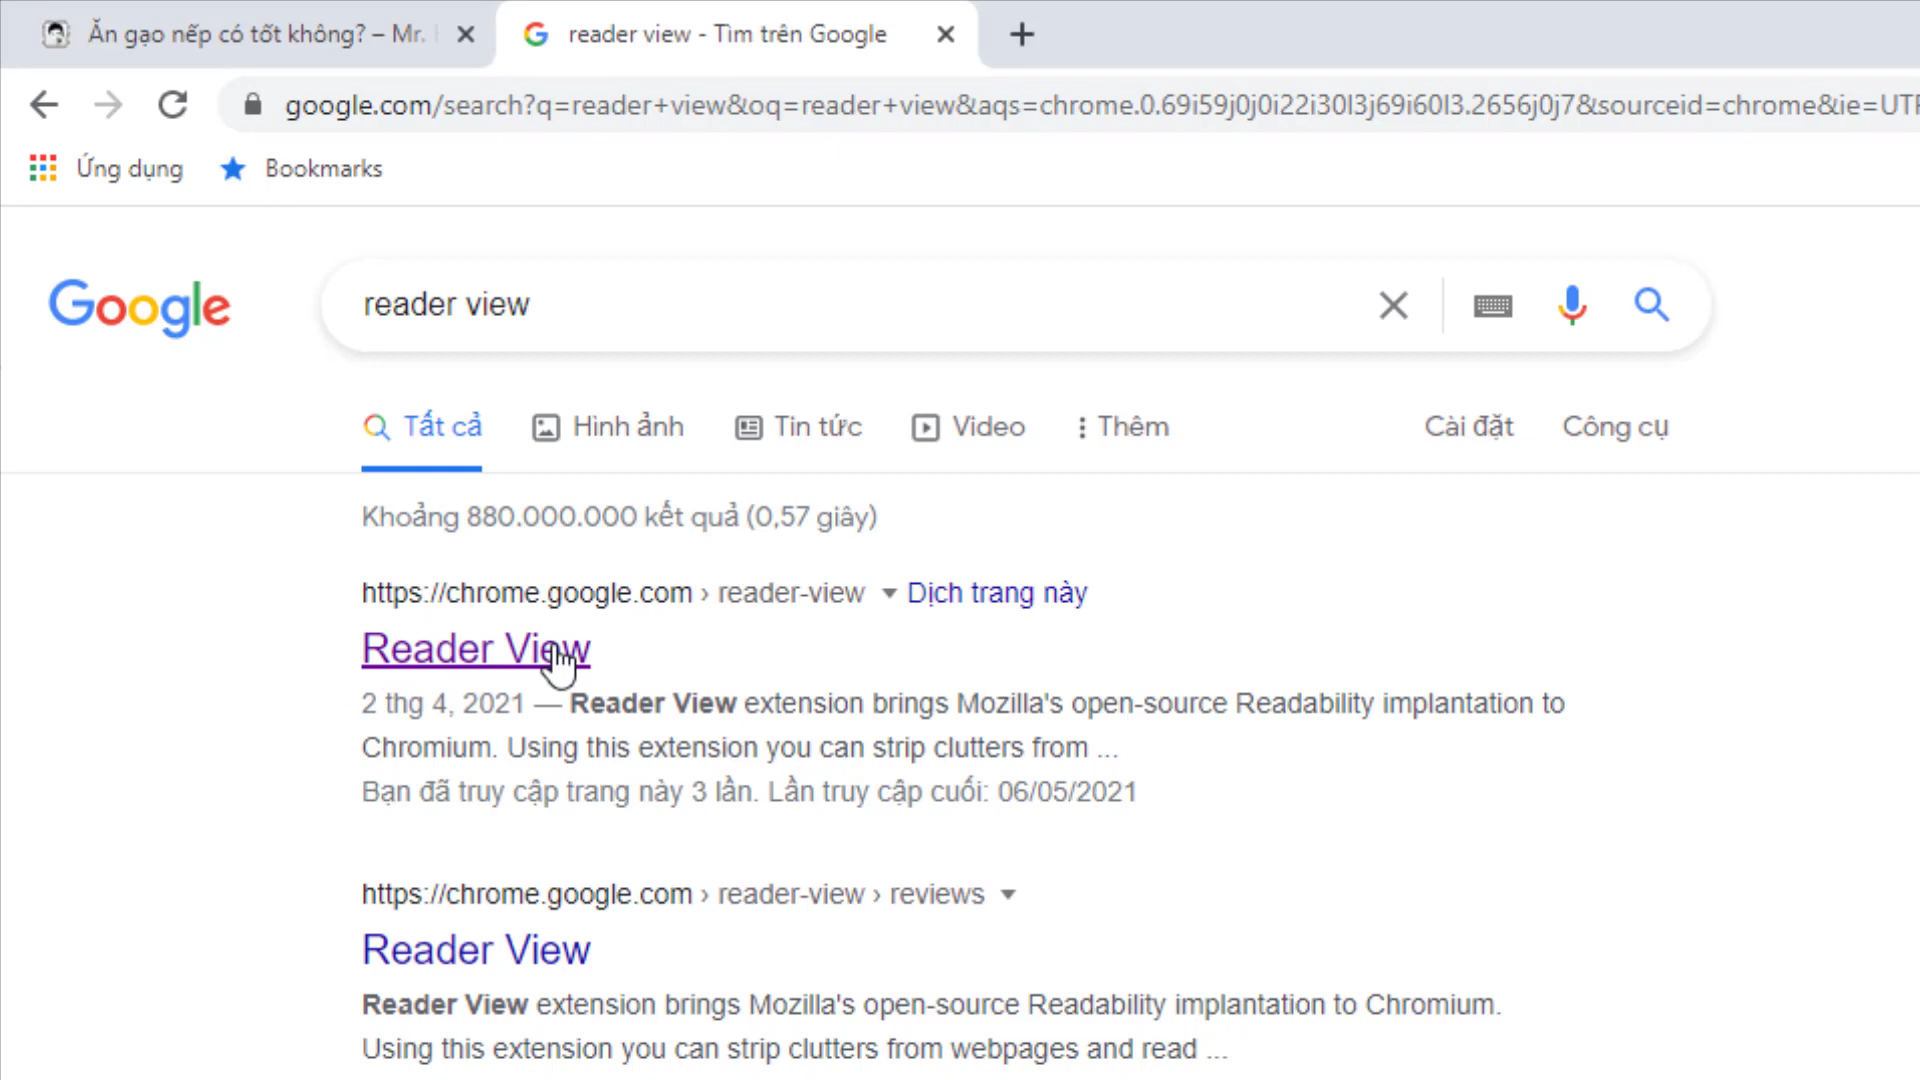 Ăn gạo nếp có tốt không? – Mr.
reader view - Tìm trên Google
google.com/search?q=reader+view&oq=reader+view&aqs=chrome.0.69i59j0j0i22i30l3j69i60l3.2656j0j7&sourceid=chrome&ie=UTF
Ứng dụng
Bookmarks
Google
reader view
Tất cả
Hình ảnh
Tin tức
Video
Thêm
Cài đặt
Công cụ
Khoảng 880.000.000 kết quả (0,57 giây)
https://chrome.google.com › reader-view
Dịch trang này
Reader View
2 thg 4, 2021 — Reader View extension brings Mozilla's open-source Readability implantation to
Chromium. Using this extension you can strip clutters from ...
Bạn đã truy cập trang này 3 lần. Lần truy cập cuối: 06/05/2021
https://chrome.google.com › reader-view › reviews
Reader View
Reader View extension brings Mozilla's open-source Readability implantation to Chromium.
Using this extension you can strip clutters from webpages and read ...